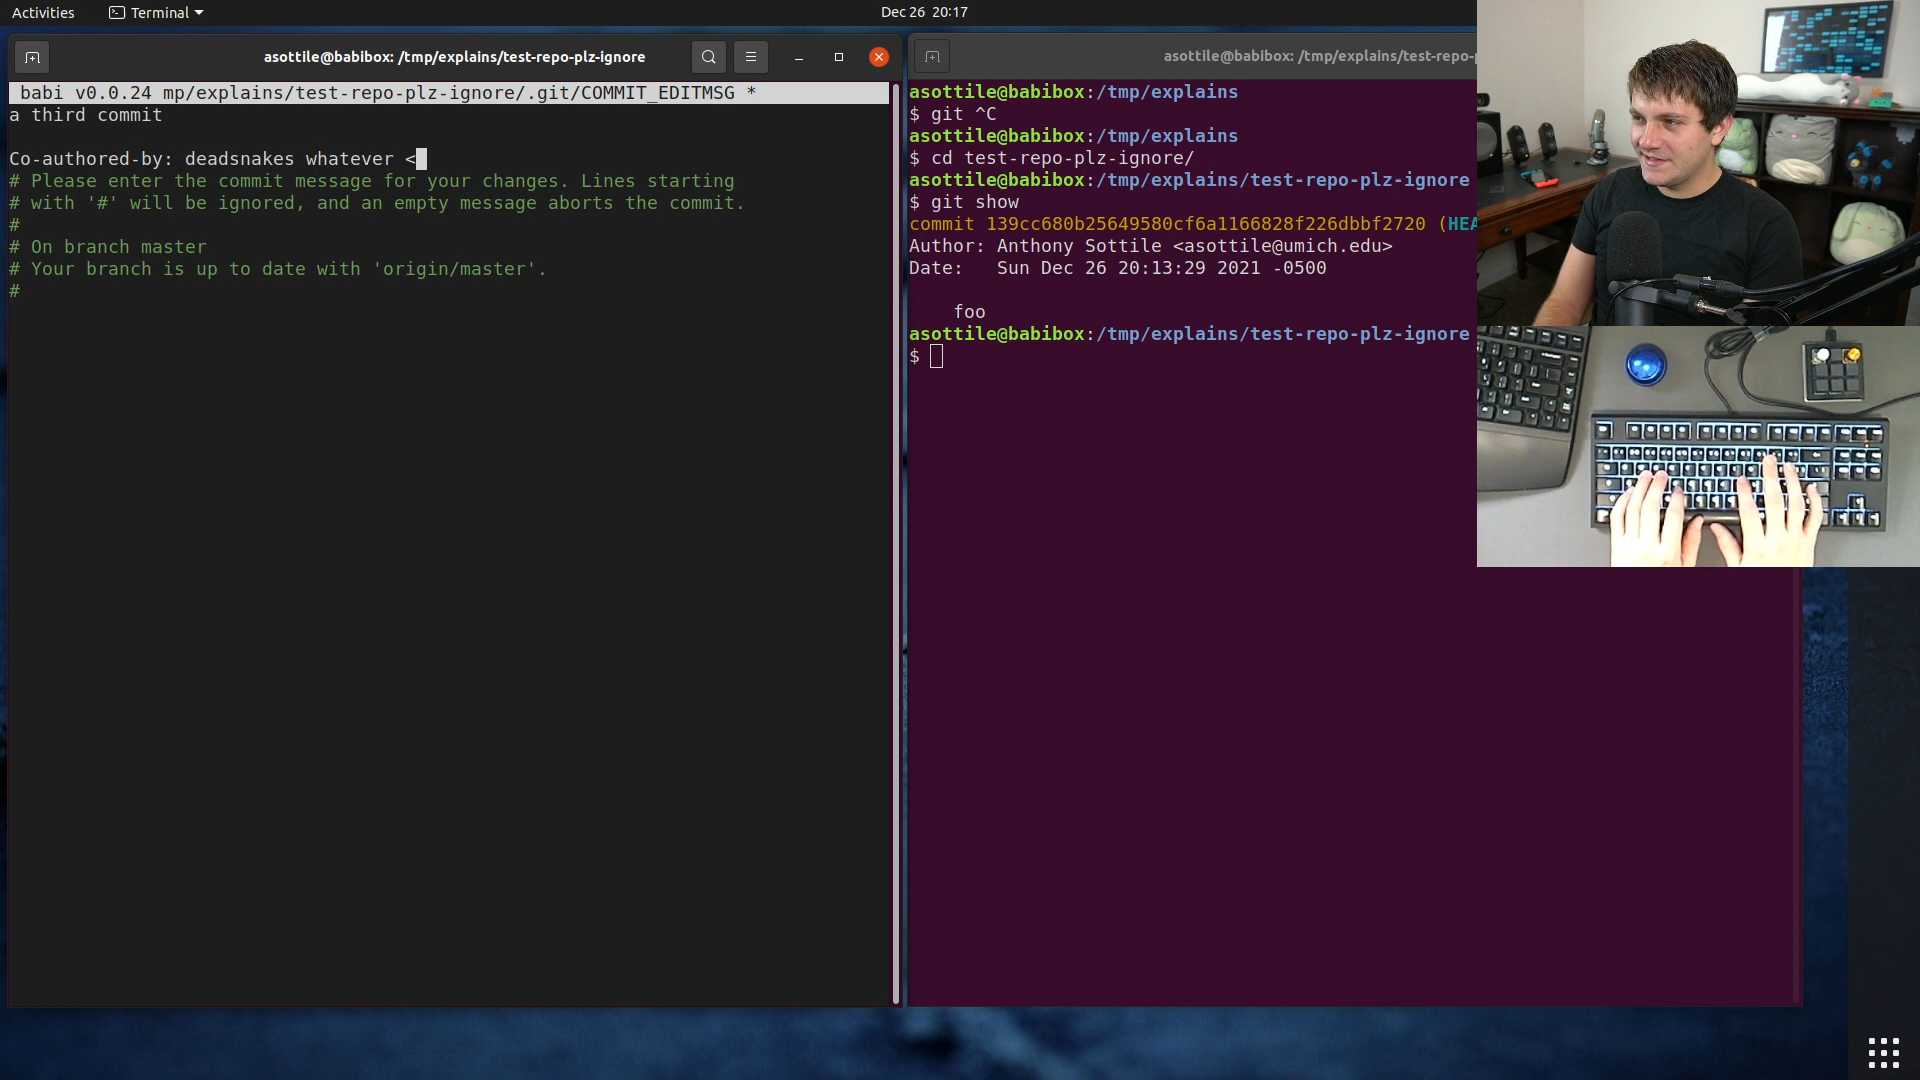 Activities
Terminal
Dec 26 20:17
asottile@babibox: /tmp/explains/test-repo-plz-ignore
babi v0.0.24 mp/explains/test-repo-plz-ignore/.git/COMMIT_EDITMSG *
a third commit
Co-authored-by: deadsnakes whatever <
# Please enter the commit message for your changes. Lines starting
# with '#' will be ignored, and an empty message aborts the commit.
#
# On branch master
# Your branch is up to date with 'origin/master'.
#
asottile@babibox: /tmp/explains/test-repo-p
asottile@babibox:/tmp/explains
$ git ^C
asottile@babibox:/tmp/explains
$ cd test-repo-plz-ignore/
asottile@babibox:/tmp/explains/test-repo-plz-ignore
$ git show
commit 139cc680b25649580cf6a1166828f226dbbf2720 (HEA
Author: Anthony Sottile <asottile@umich.edu>
Date:   Sun Dec 26 20:13:29 2021 -0500
foo
asottile@babibox:/tmp/explains/test-repo-plz-ignore
$